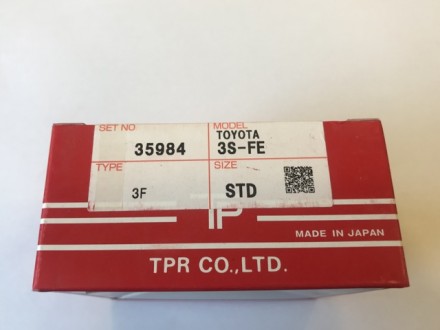 SET NO
35984
MODEL
TOYOTA
3S-FE
TYPE
3F
SIZE
STD
TP
MADE IN JAPAN
TPR CO.,LTD.